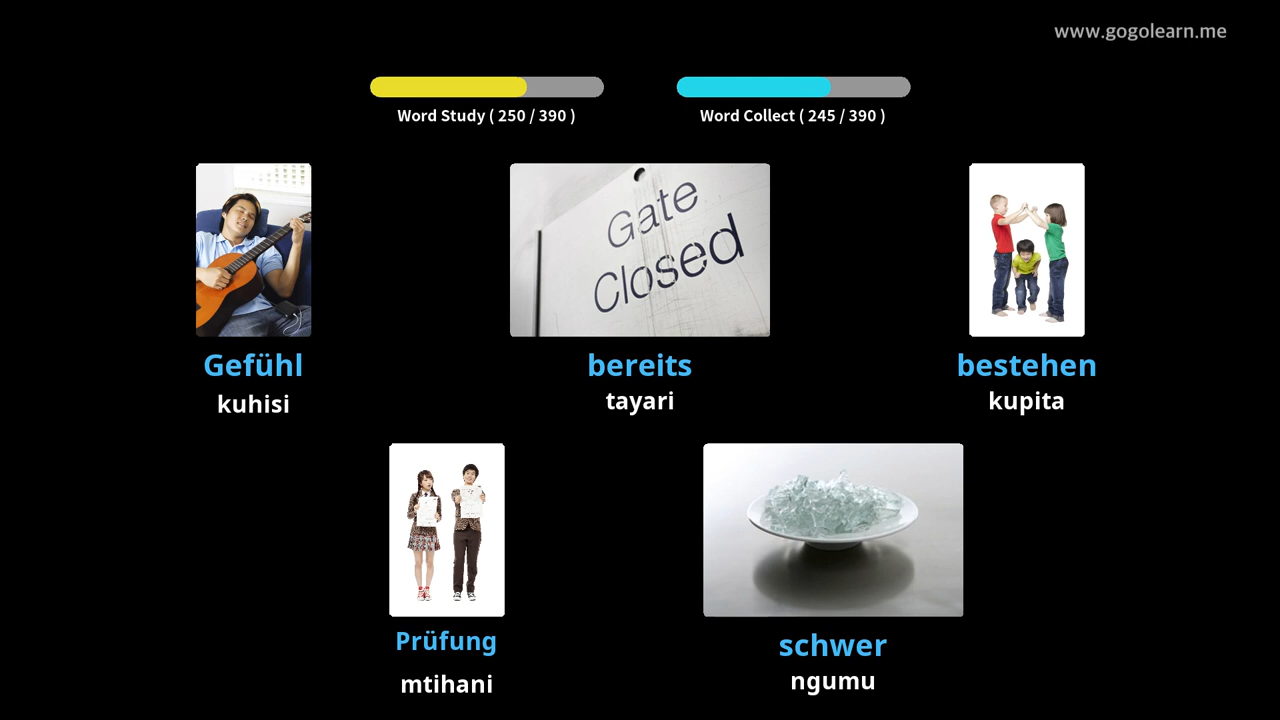 www.gogolearn.me
Word Study ( 250 / 390 )
Word Collect ( 245 / 390 )
Gate
Closed
Gefühl
kuhisi
bereits
tayari
bestehen
kupita
Prüfung
mtihani
schwer
ngumu